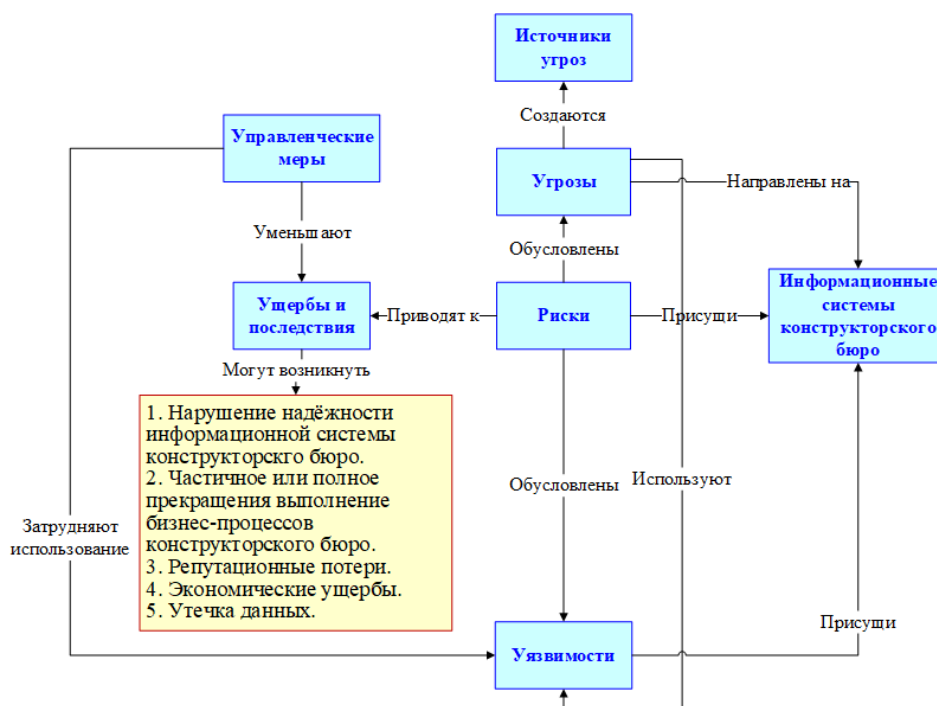 Источники
угроз
Создаются
Управленческие
меры
Угрозы
Направлены на
Уменьшают
Обусловлены
Ущербы и
последствия
Приводят к
Риски
Присущи
Информационные
системы
конструкторского
бюро
Могут возникнуть
1. Нарушение надёжности
информационной системы
конструкторскго бюро.
2. Частичное или полное
прекращения выполнение
бизнес-процессов
конструкторского бюро.
3. Репутационные потери.
4. Экономические ущербы.
5. Утечка данных.
Обусловлены
Используют
Затрудняют
использование
Присущи
Уязвимости